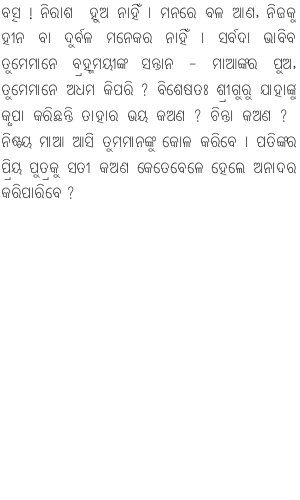 ବତ୍ସ ! ନିରାଶ ହୁଅ ନାହିଁ । ମନରେ ବଳ ଆଣ, ନିଜକୁ
ହୀନ ବା ଦୁର୍ବଳ ମନେକର ନାହିଁ । ସର୍ବଦା ଭାବିବ
ତୁମେମାନେ ବ୍ରହ୍ମମୟୀଙ୍କ ସନ୍ତାନ - ମାଆଙ୍କର ପୁଅ,
ତୁମେମାନେ ଅଧମ କିପରି ? ବିଶେଷତଃ ଶ୍ରୀଗୁରୁ ଯାହାଙ୍କୁ
କୃପା କରିଛନ୍ତି ତାହାର ଭୟ କଅଣ ? ଚିନ୍ତା କଅଣ ?
ନିଶ୍ଚୟ ମାଆ ଆସି ତୁମମାନଙ୍କୁ କୋଳ କରିବେ । ପତିଙ୍କର
ପ୍ରିୟ ପୁତ୍ରକୁ ସତୀ କଅଣ କେତେବେଳେ ହେଲେ ଅନାଦର
କରିପାରିବେ ?